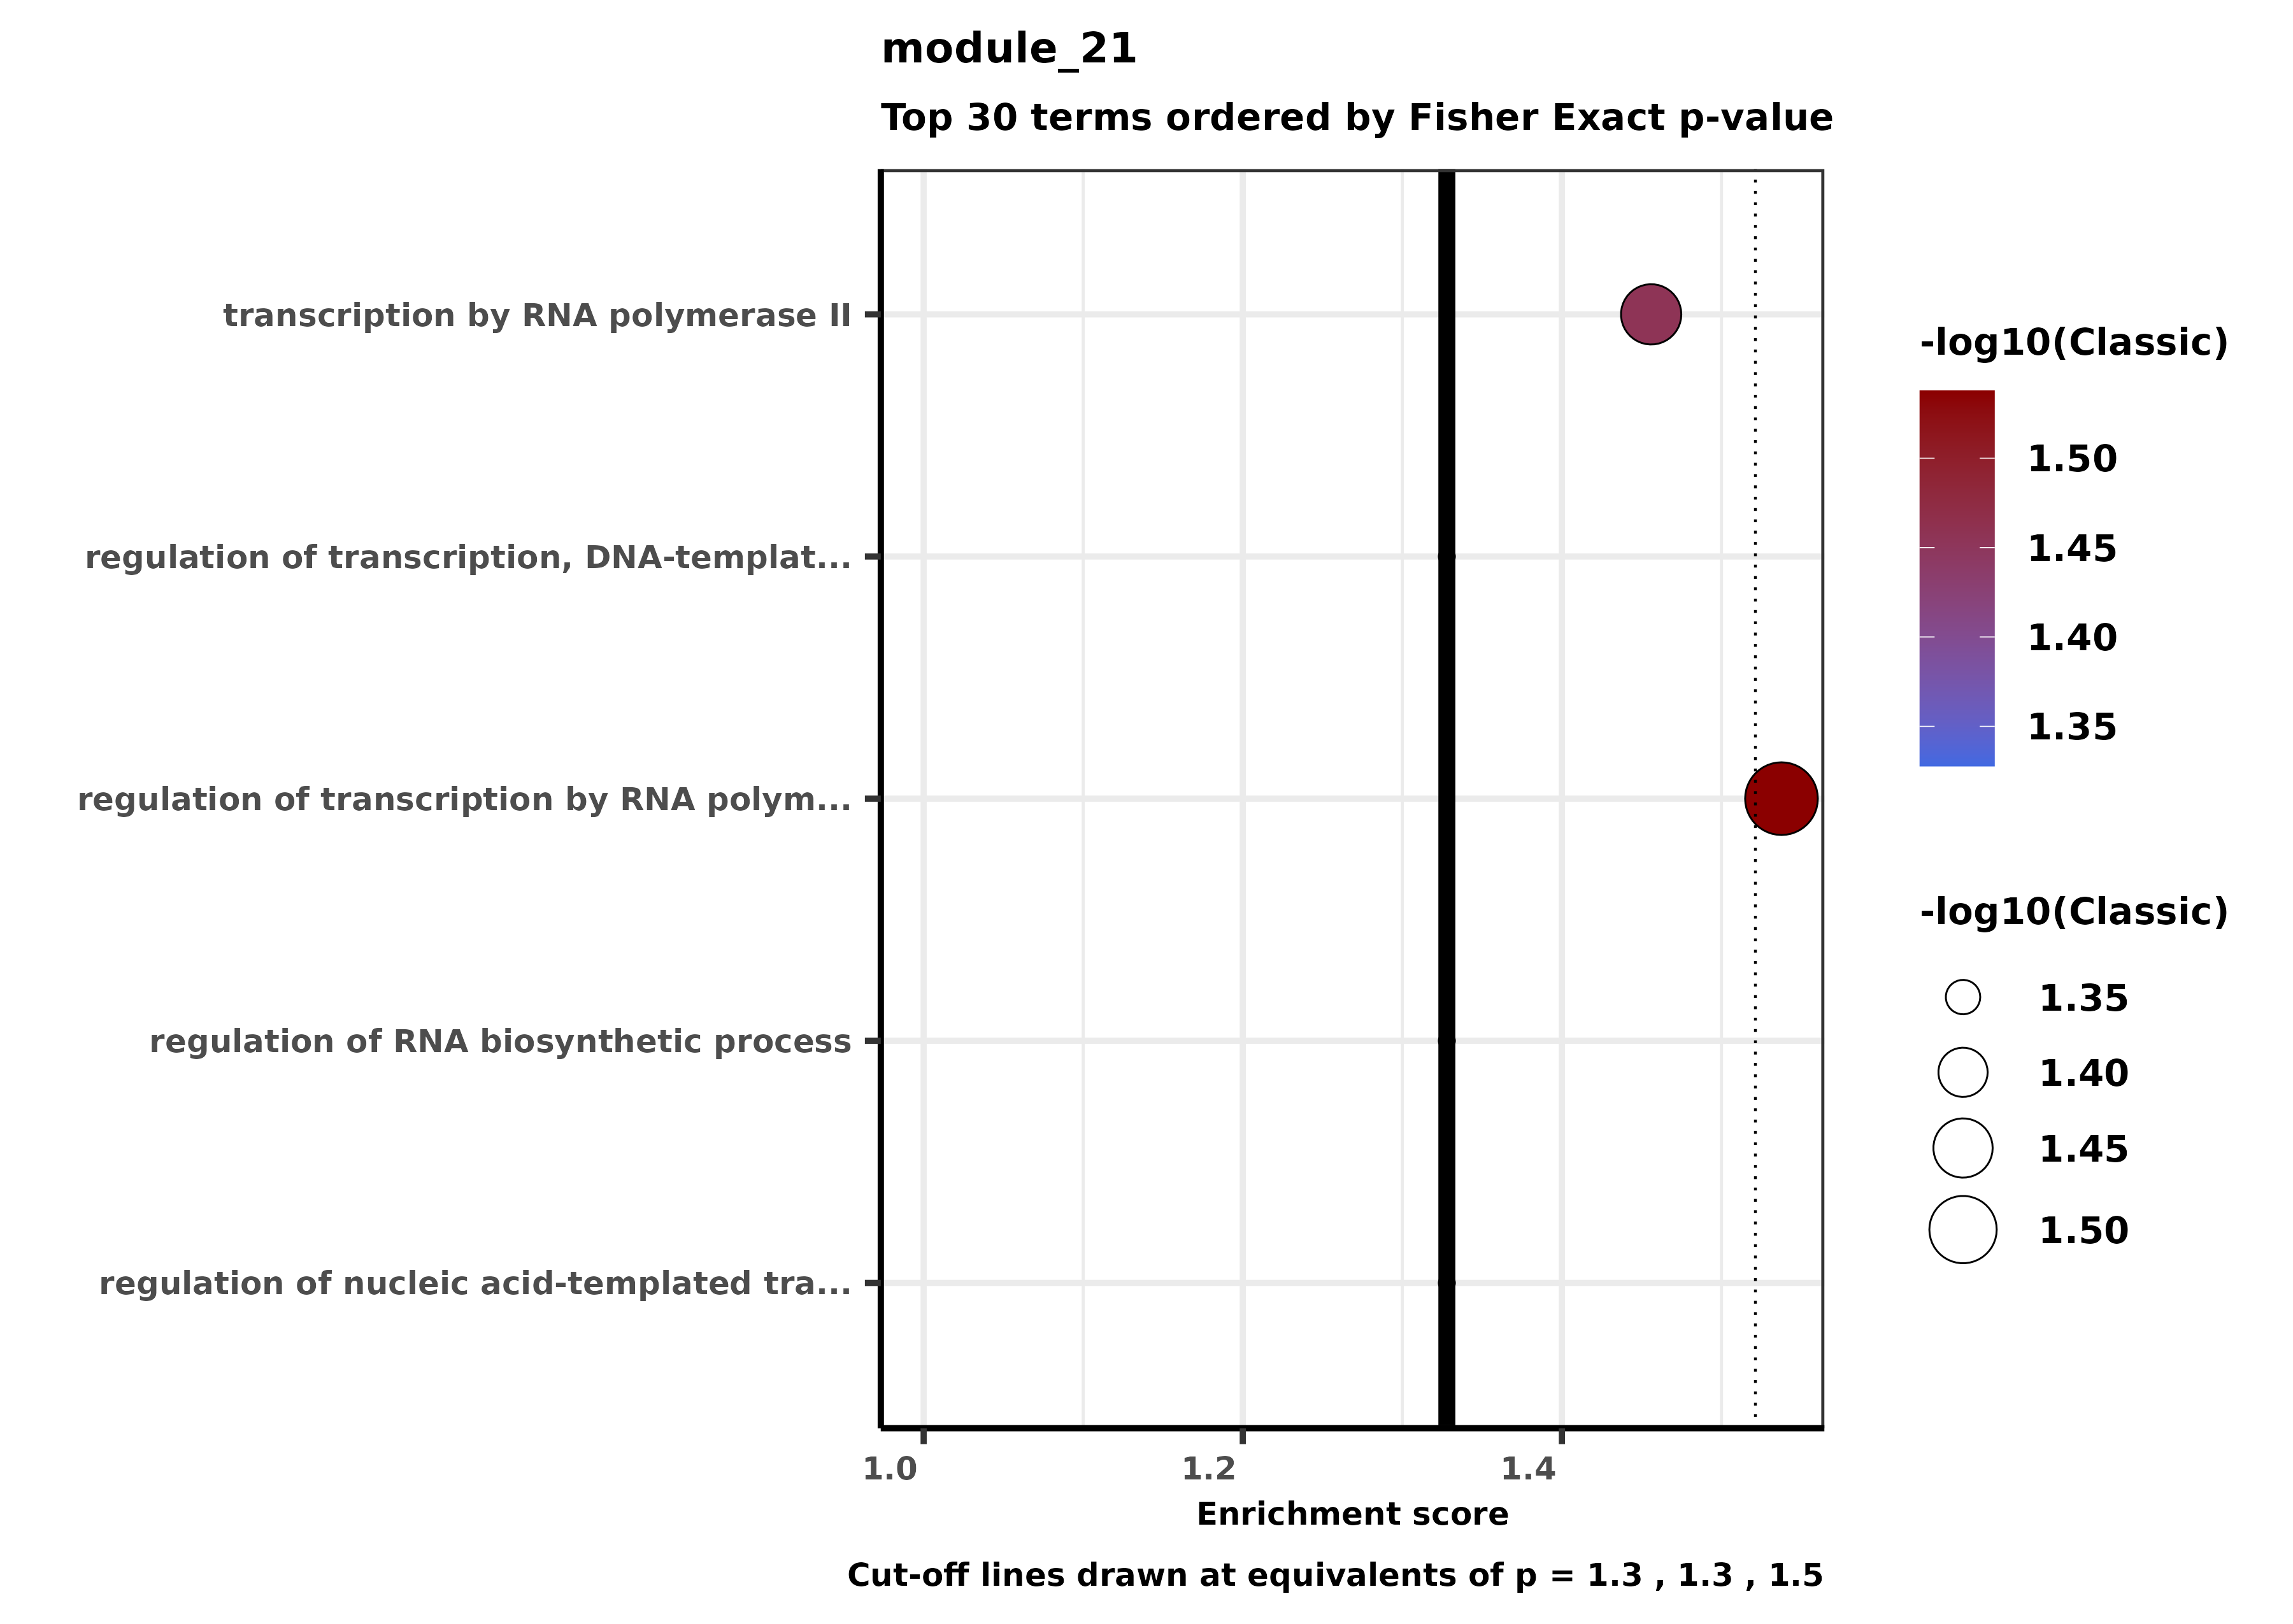 module_21
Top 30 terms ordered by Fisher Exact p-value
transcription by RNA polymerase II
regulation of transcription, DNA-templat...
regulation of transcription by RNA polym...
regulation of RNA biosynthetic process
regulation of nucleic acid-templated tra...
1.0
1.2
1.4
Enrichment score
Cut-off lines drawn at equivalents of p = 1.3 , 1.3 , 1.5
-log10(Classic)
1.50
1.45
1.40
1.35
-log10(Classic)
1.35
1.40
1.45
1.50